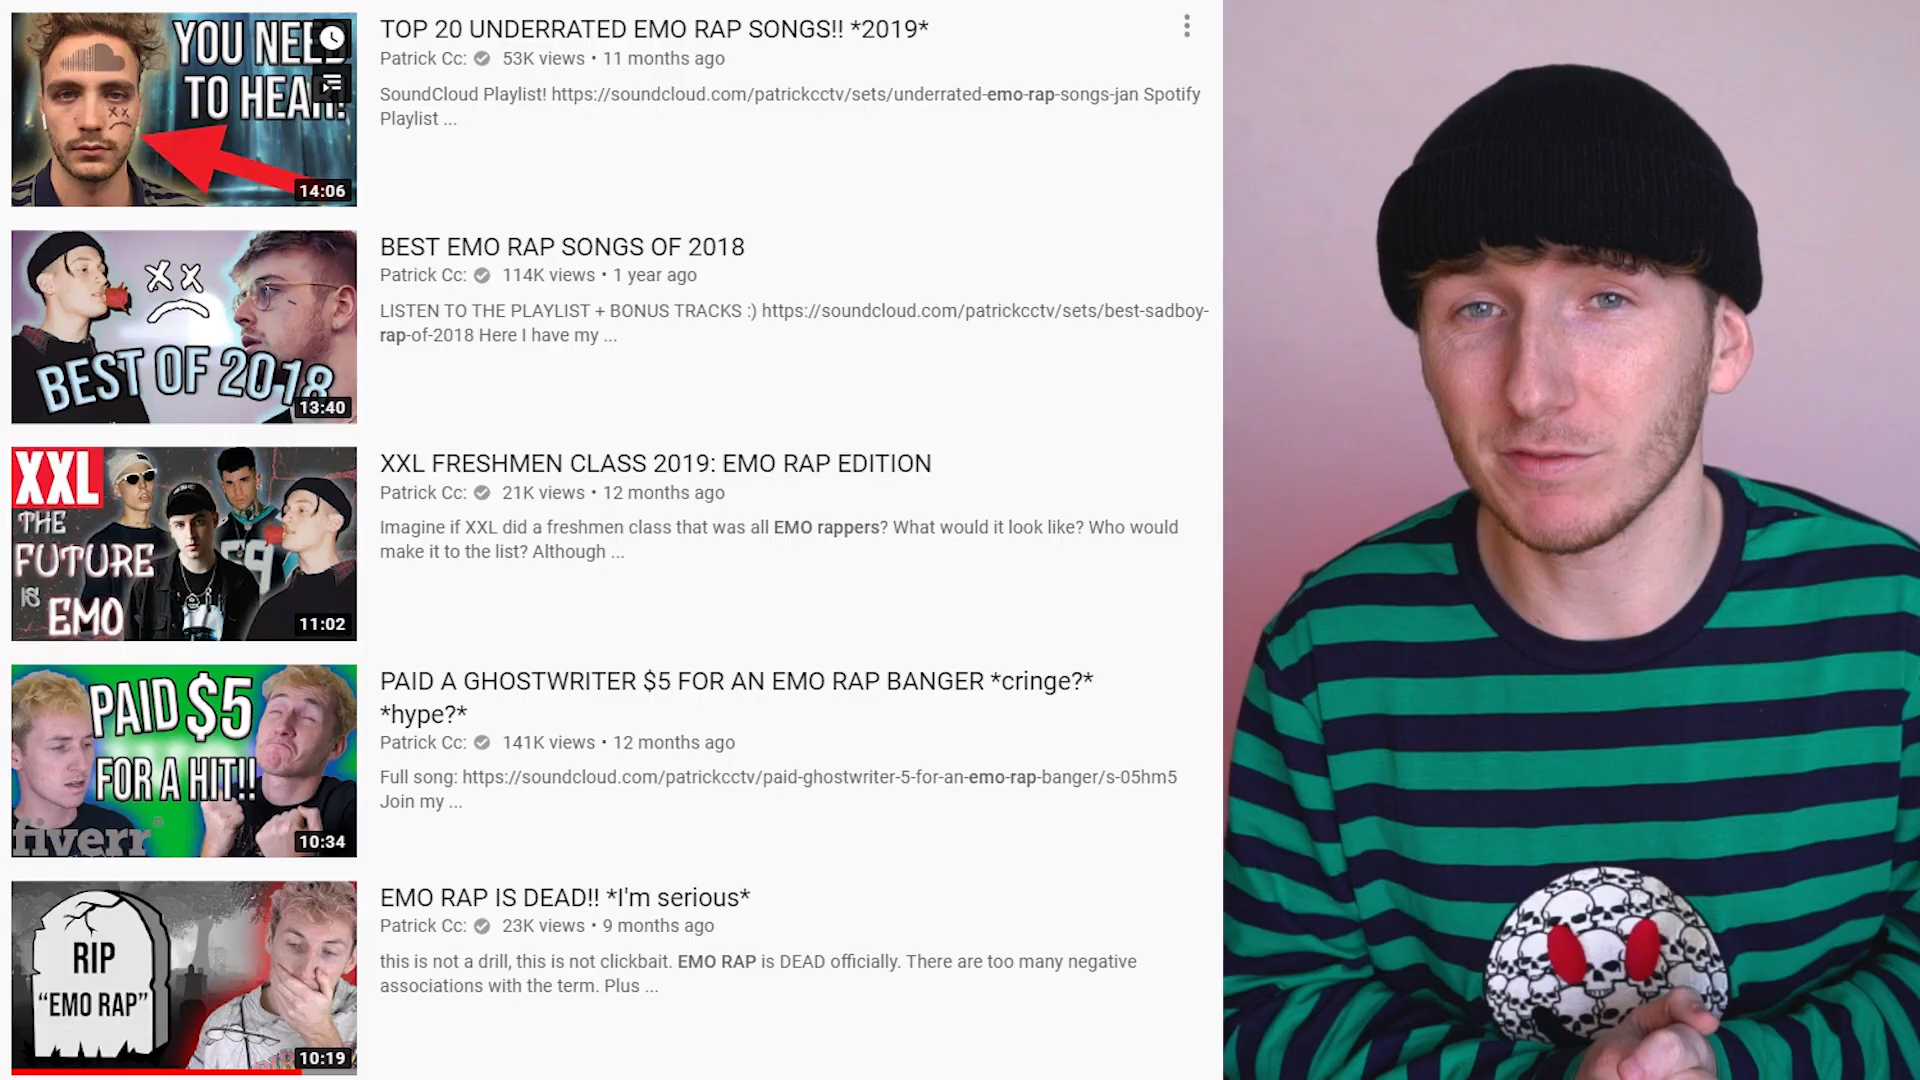 YOU NEED
TO HEAR!
14:06
TOP 20 UNDERRATED EMO RAP SONGS!! *2019*
Patrick Cc: 53K views • 11 months ago
SoundCloud Playlist! https://soundcloud.com/patrickcctv/sets/underrated-emo-rap-songs-jan Spotify
Playlist ...
BEST OF 2018
13:40
BEST EMO RAP SONGS OF 2018
Patrick Cc: 114K views • 1 year ago
LISTEN TO THE PLAYLIST + BONUS TRACKS :) https://soundcloud.com/patrickcctv/sets/best-sadboy-
rap-of-2018 Here I have my ...
XXL
THE
FUTURE
IS
EMO
11:02
XXL FRESHMEN CLASS 2019: EMO RAP EDITION
Patrick Cc: 21K views • 12 months ago
Imagine if XXL did a freshmen class that was all EMO rappers? What would it look like? Who would
make it to the list? Although ...
PAID $5
FOR A HIT!!
fiverr
10:34
PAID A GHOSTWRITER $5 FOR AN EMO RAP BANGER *cringe?*
*hype?*
Patrick Cc: 141K views • 12 months ago
Full song: https://soundcloud.com/patrickcctv/paid-ghostwriter-5-for-an-emo-rap-banger/s-05hm5
Join my ...
RIP
“EMO RAP”
10:19
EMO RAP IS DEAD!! *I'm serious*
Patrick Cc: 23K views • 9 months ago
this is not a drill, this is not clickbait. EMO RAP is DEAD officially. There are too many negative
associations with the term. Plus ...